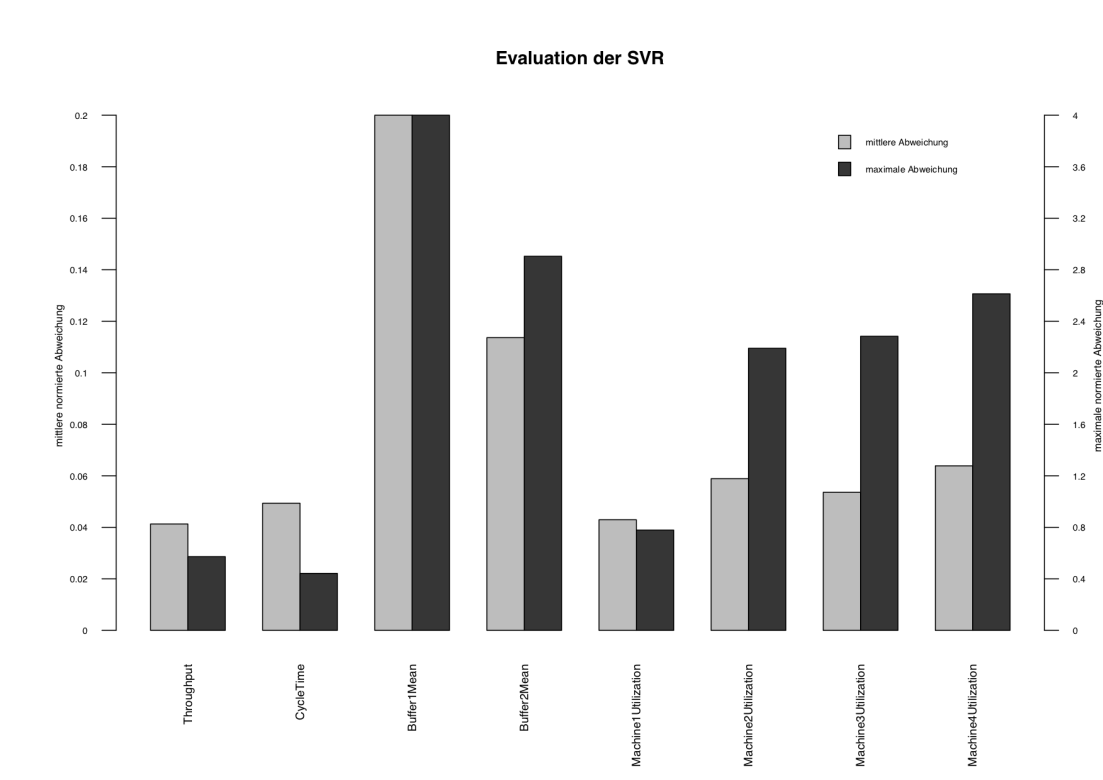 Evaluation der SVR
mittlere normierte Abweichung
0.2
0.18
0.16
0.14
0.12
0.1
0.08
0.06
0.04
0.02
0
mittlere Abweichung
maximale Abweichung
4
3.6
3.2
2.8
2.4
2
1.6
1.2
0.8
0.4
0
maximale normierte Abweichung
Throughput
CycleTime
Buffer1Mean
Buffer2Mean
Machine1Utilization
Machine2Utilization
Machine3Utilization
Machine4Utilization